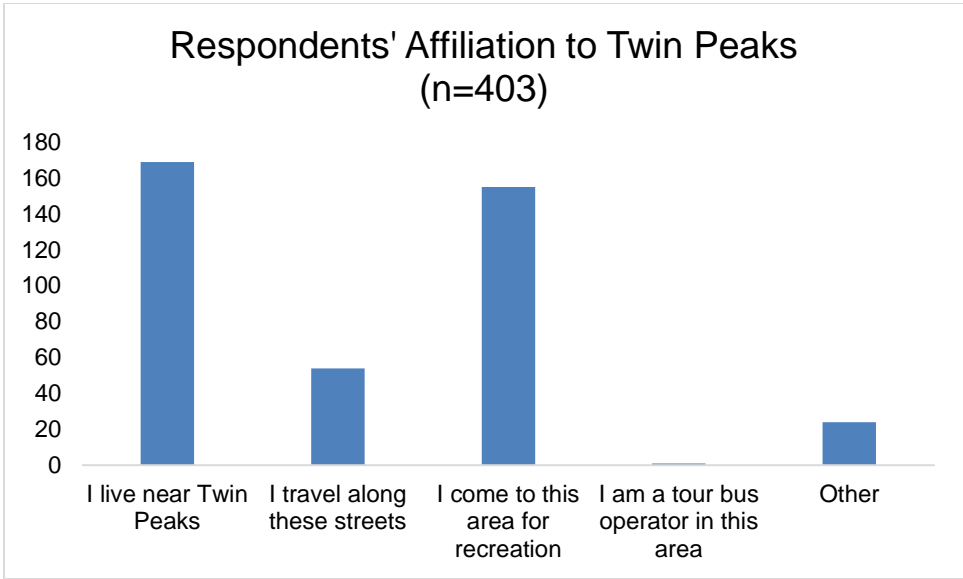 Respondents' Affiliation to Twin Peaks
(n=403)
180
160
140
120
100
80
60
40
20
0
I live near Twin
Peaks
I travel along
these streets
I come to this
area for
recreation
I am a tour bus
operator in this
area
Other